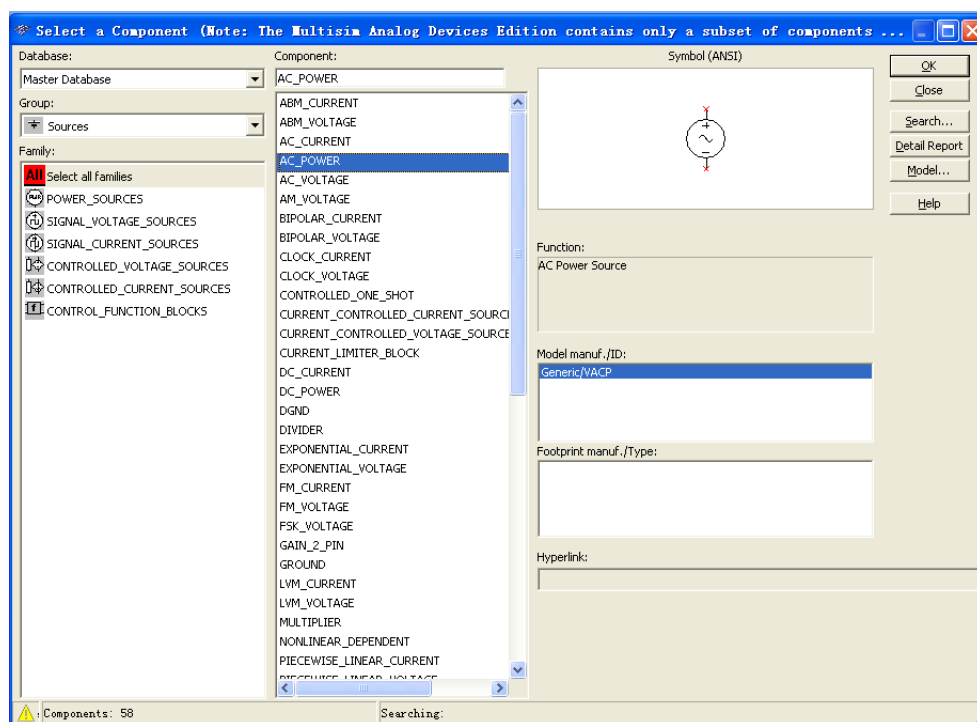 Select a Component (Note: The Multisim Analog Devices Edition contains only a subset of components ...
Database:
Master Database
Group:
Sources
Family:
All Select all families
POWER_SOURCES
SIGNAL_VOLTAGE_SOURCES
SIGNAL_CURRENT_SOURCES
CONTROLLED_VOLTAGE_SOURCES
CONTROLLED_CURRENT_SOURCES
CONTROL_FUNCTION_BLOCKS
Component:
AC_POWER
ABM_CURRENT
ABM_VOLTAGE
AC_CURRENT
AC_POWER
AC_VOLTAGE
AM_VOLTAGE
BIPOLAR_CURRENT
BIPOLAR_VOLTAGE
CLOCK_CURRENT
CLOCK_VOLTAGE
CONTROLLED_ONE_SHOT
CURRENT_CONTROLLED_CURRENT_SOURC
CURRENT_CONTROLLED_VOLTAGE_SOURCE
CURRENT_LIMITER_BLOCK
DC_CURRENT
DC_POWER
DGND
DIVIDER
EXPONENTIAL_CURRENT
EXPONENTIAL_VOLTAGE
FM_CURRENT
FM_VOLTAGE
FSK_VOLTAGE
GAIN_2_PIN
GROUND
LVM_CURRENT
LVM_VOLTAGE
MULTIPLIER
NONLINEAR_DEPENDENT
PIECEWISE_LINEAR_CURRENT
PIECEWISE_LINEAR_VOLTAGE
Symbol (ANSI)
Function:
AC Power Source
Model manuf./ID:
Generic/VACP
Footprint manuf./Type:
Hyperlink:
OK
Close
Search...
Detail Report
Model...
Help
Components: 58
Searching: